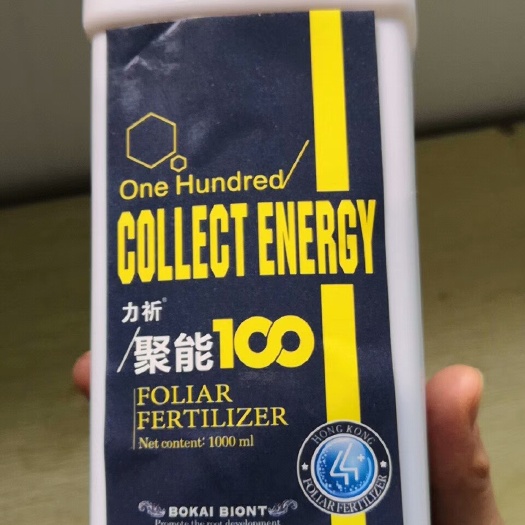 One Hundred
COLLECT ENERGY
力祈®
聚能100
FOLIAR
FERTILIZER
Net content: 1000 ml
HONG KONG
FOLIAR FERTILIZER
BOKAI BIONT
Promote the root development